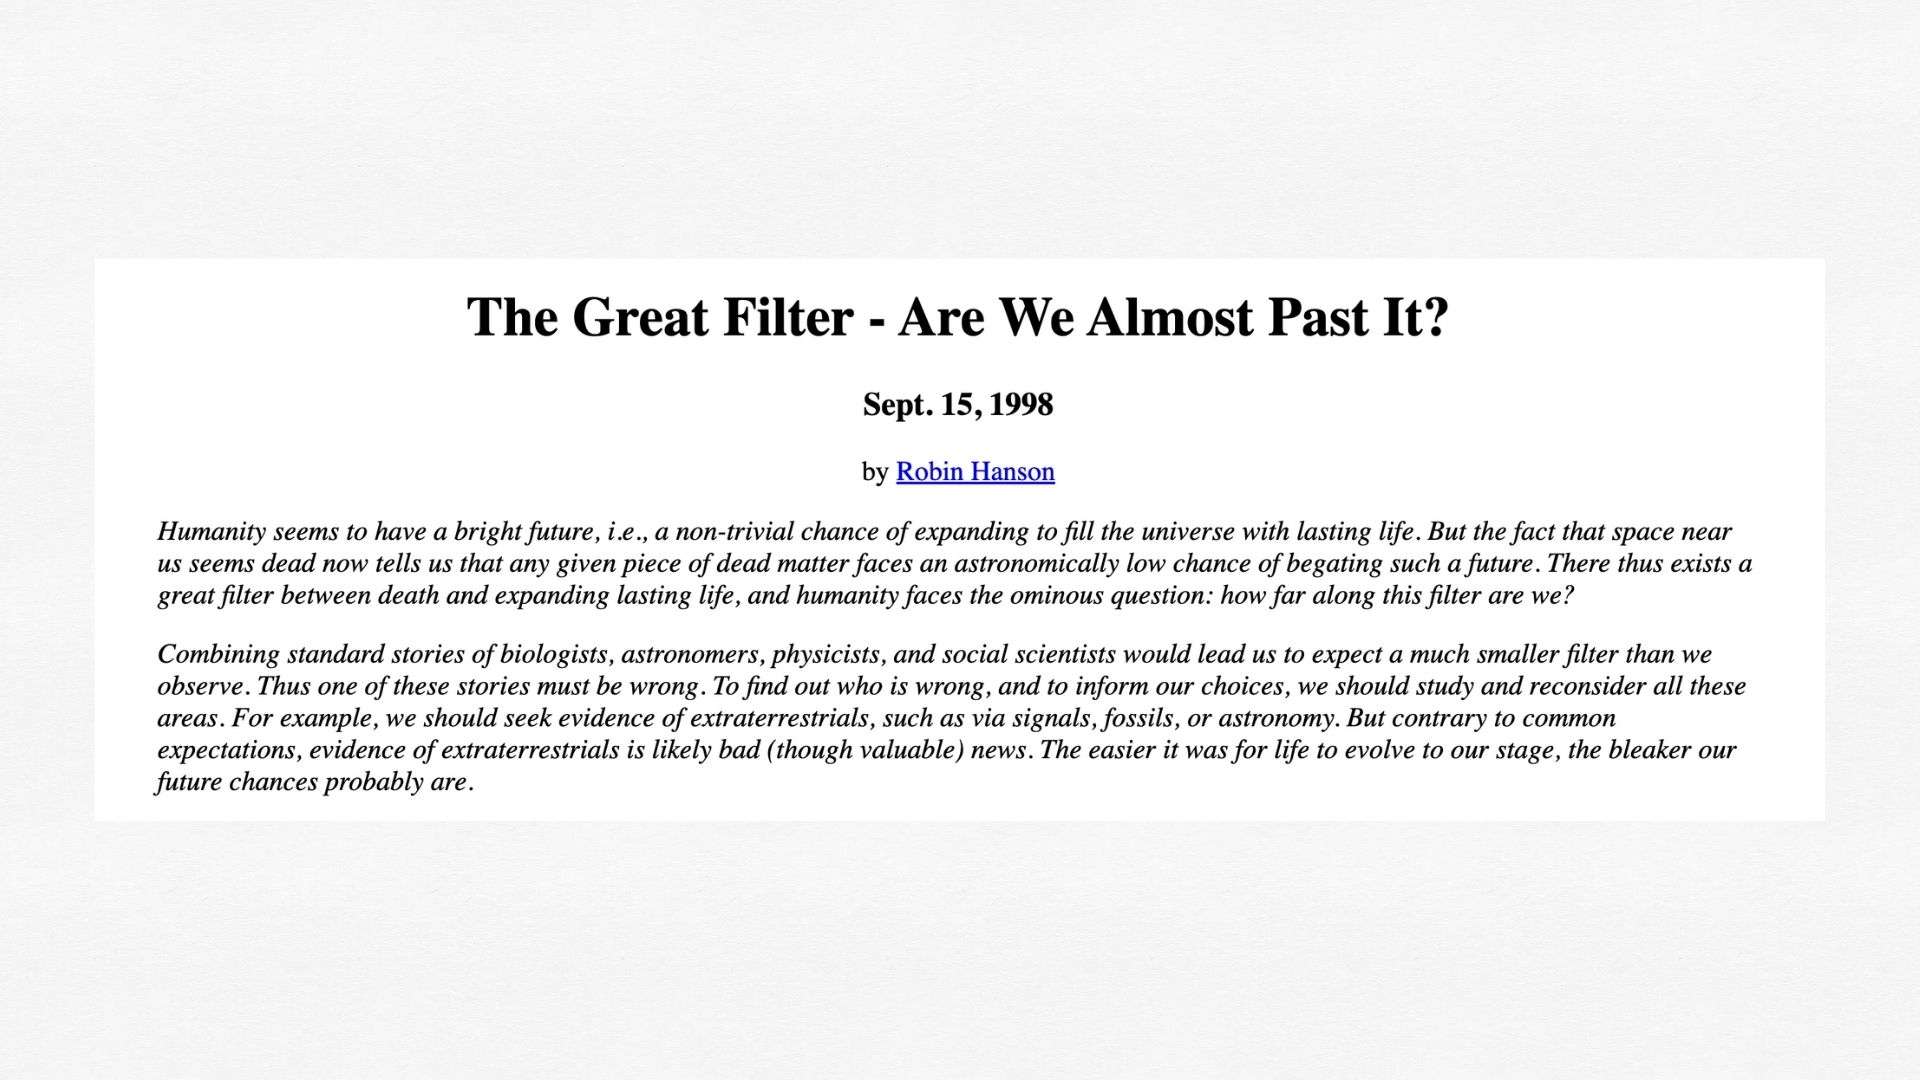 The Great Filter - Are We Almost Past It?
Sept. 15, 1998
by Robin Hanson
Humanity seems to have a bright future, i.e., a non-trivial chance of expanding to fill the universe with lasting life. But the fact that space near
us seems dead now tells us that any given piece of dead matter faces an astronomically low chance of begating such a future. There thus exists a
great filter between death and expanding lasting life, and humanity faces the ominous question: how far along this filter are we?
Combining standard stories of biologists, astronomers, physicists, and social scientists would lead us to expect a much smaller filter than we
observe. Thus one of these stories must be wrong. To find out who is wrong, and to inform our choices, we should study and reconsider all these
areas. For example, we should seek evidence of extraterrestrials, such as via signals, fossils, or astronomy. But contrary to common
expectations, evidence of extraterrestrials is likely bad (though valuable) news. The easier it was for life to evolve to our stage, the bleaker our
future chances probably are.